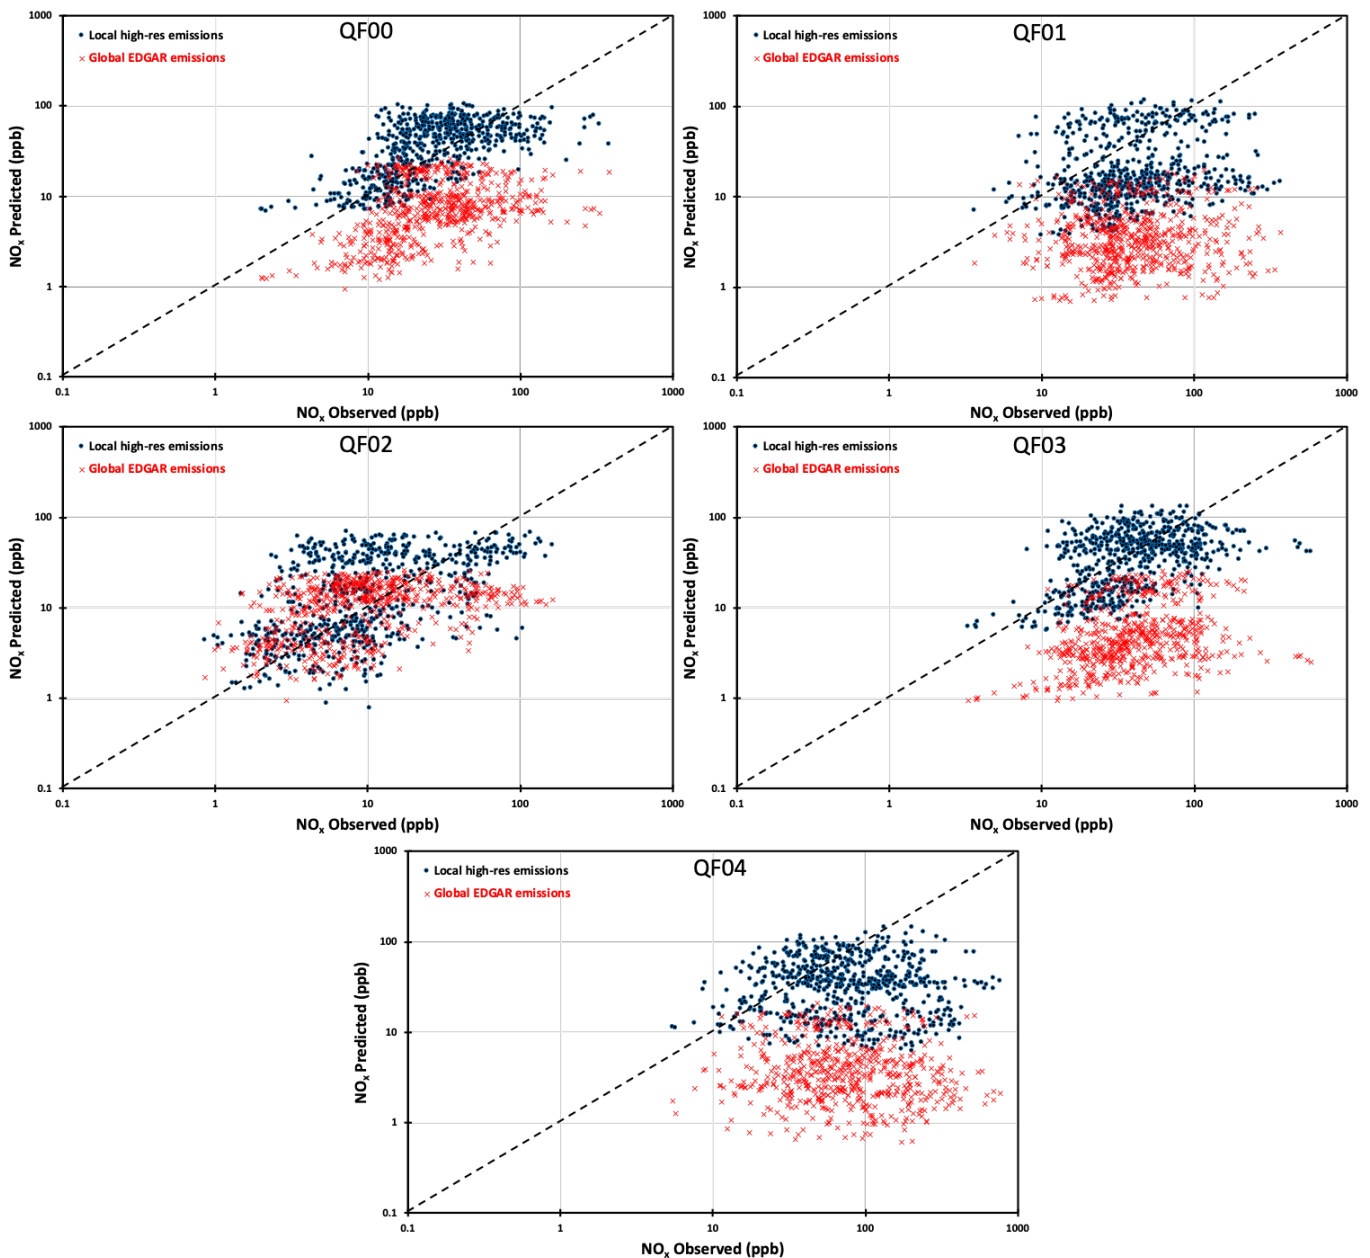 QF00
Local high-res emissions
Global EDGAR emissions
NOx Predicted (ppb)
1000
100
10
1
0.1
0.1 1 10 100 1000
NOx Observed (ppb)
QF01
Local high-res emissions
Global EDGAR emissions
NOx Predicted (ppb)
1000
100
10
1
0.1
0.1 1 10 100 1000
NOx Observed (ppb)
QF02
Local high-res emissions
Global EDGAR emissions
NOx Predicted (ppb)
1000
100
10
1
0.1
0.1 1 10 100 1000
NOx Observed (ppb)
QF03
Local high-res emissions
Global EDGAR emissions
NOx Predicted (ppb)
1000
100
10
1
0.1
0.1 1 10 100 1000
NOx Observed (ppb)
QF04
Local high-res emissions
Global EDGAR emissions
NOx Predicted (ppb)
1000
100
10
1
0.1
0.1 1 10 100 1000
NOx Observed (ppb)